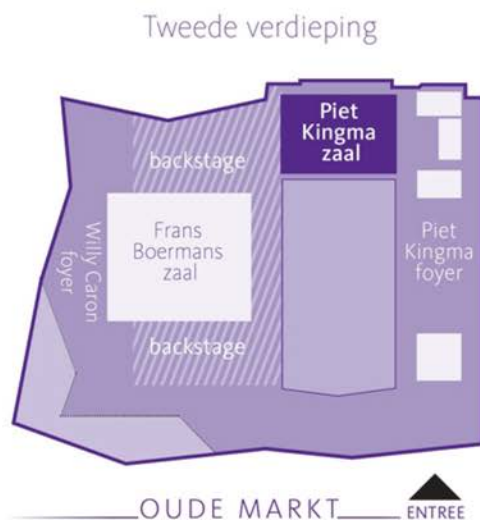 Tweede verdieping
Piet
Kingma
zaal
backstage
Willy Caron
foyer
Frans
Boermans
zaal
Piet
Kingma
foyer
backstage
OUDE MARKT
ENTREE